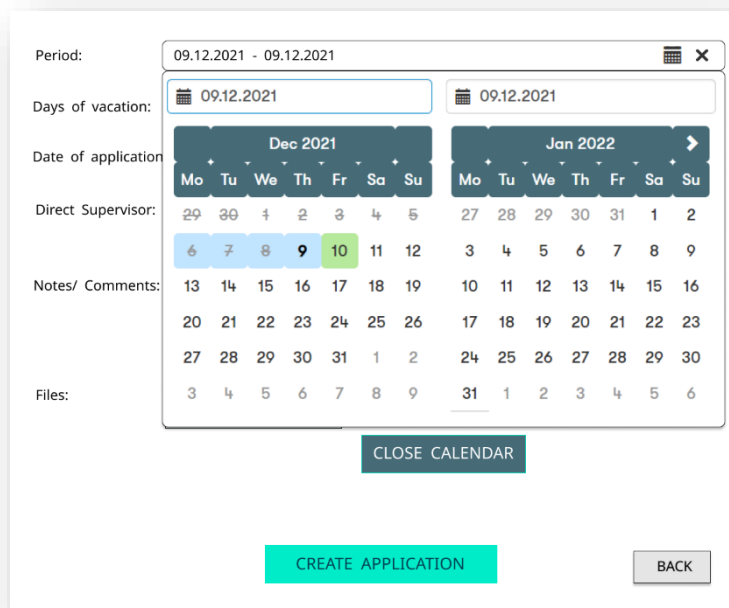 Period: 09.12.2021 - 09.12.2021
09.12.2021 09.12.2021
Days of vacation:
Dec 2021 Jan 2022
Date of application
Mo Tu We Th Fr Sa Su Mo Tu We Th Fr Sa Su
Direct Supervisor: 29 30 1 2 3 4 5 27 28 29 30 31 1 2
6 7 8 9 10 11 12 3 4 5 6 7 8 9
Notes/ Comments: 13 14 15 16 17 18 19 10 11 12 13 14 15 16
20 21 22 23 24 25 26 17 18 19 20 21 22 23
27 28 29 30 31 1 2 24 25 26 27 28 29 30
Files: 3 4 5 6 7 8 9 31 1 2 3 4 5 6
CLOSE CALENDAR
CREATE APPLICATION BACK